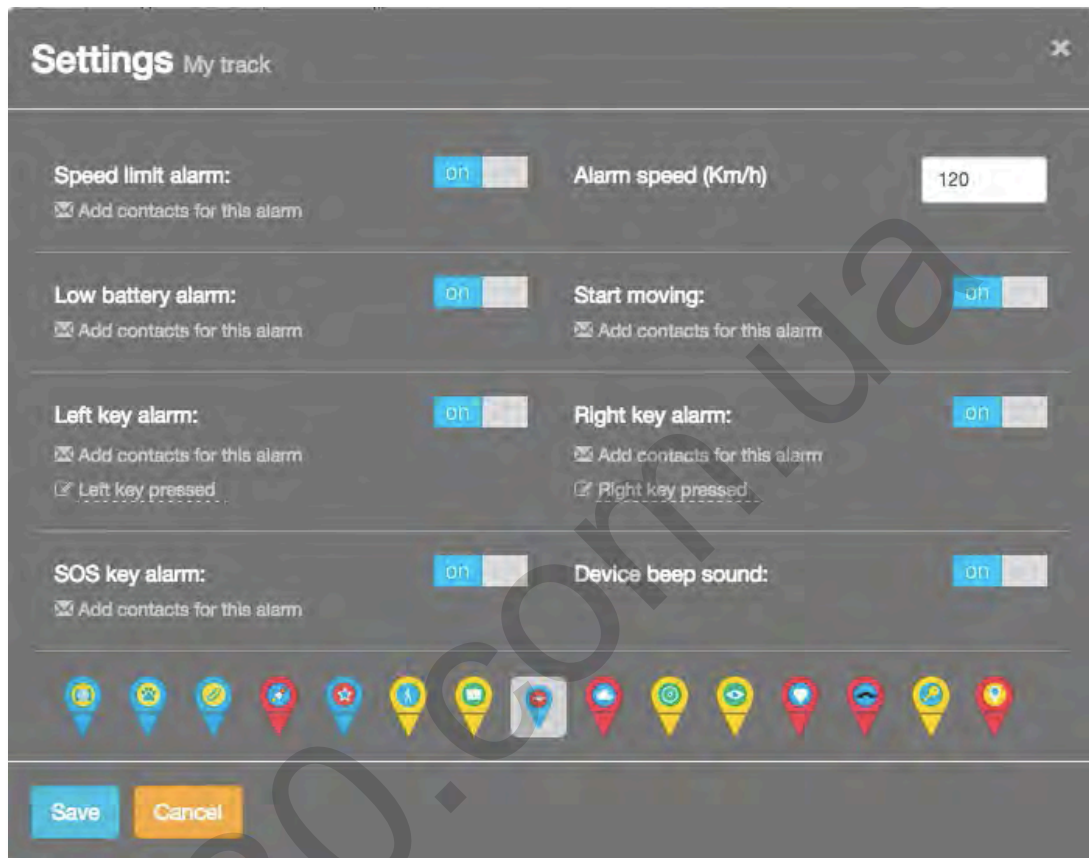 Settings My track
×
Speed limit alarm:
on
Alarm speed (Km/h)
120
Add contacts for this alarm
Low battery alarm:
on
Start moving:
on
Add contacts for this alarm
Add contacts for this alarm
Left key alarm:
on
Right key alarm:
on
Add contacts for this alarm
Add contacts for this alarm
Left key pressed
Right key pressed
SOS key alarm:
on
Device beep sound:
on
Add contacts for this alarm
Save
Cancel
0.com.ua